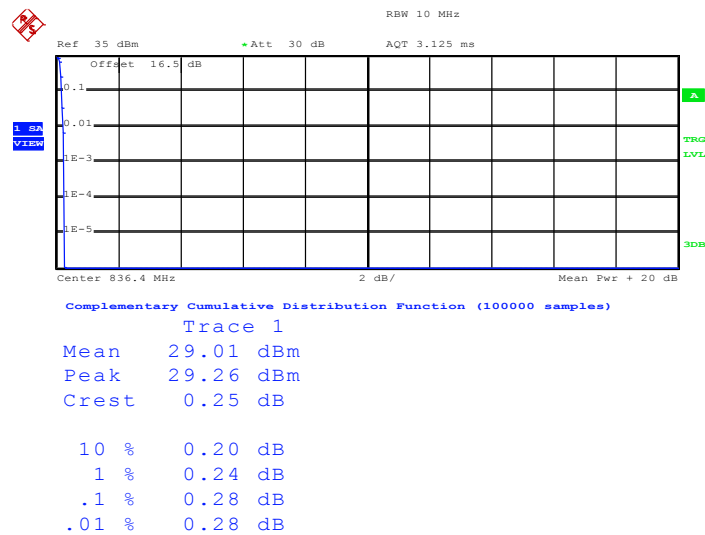 RBW 10 MHz
Ref 35 dBm *Att 30 dB AQT 3.125 ms
Offset 16.5 dB
0.1
A
0.01
1 SA
VIEW
TRG
LVL
1E-3
1E-4
1E-5
3DB
Center 836.4 MHz 2 dB/ Mean Pwr + 20 dB
Complementary Cumulative Distribution Function (100000 samples)
Trace 1
Mean 29.01 dBm
Peak 29.26 dBm
Crest 0.25 dB
10 % 0.20 dB
1 % 0.24 dB
.1 % 0.28 dB
.01 % 0.28 dB